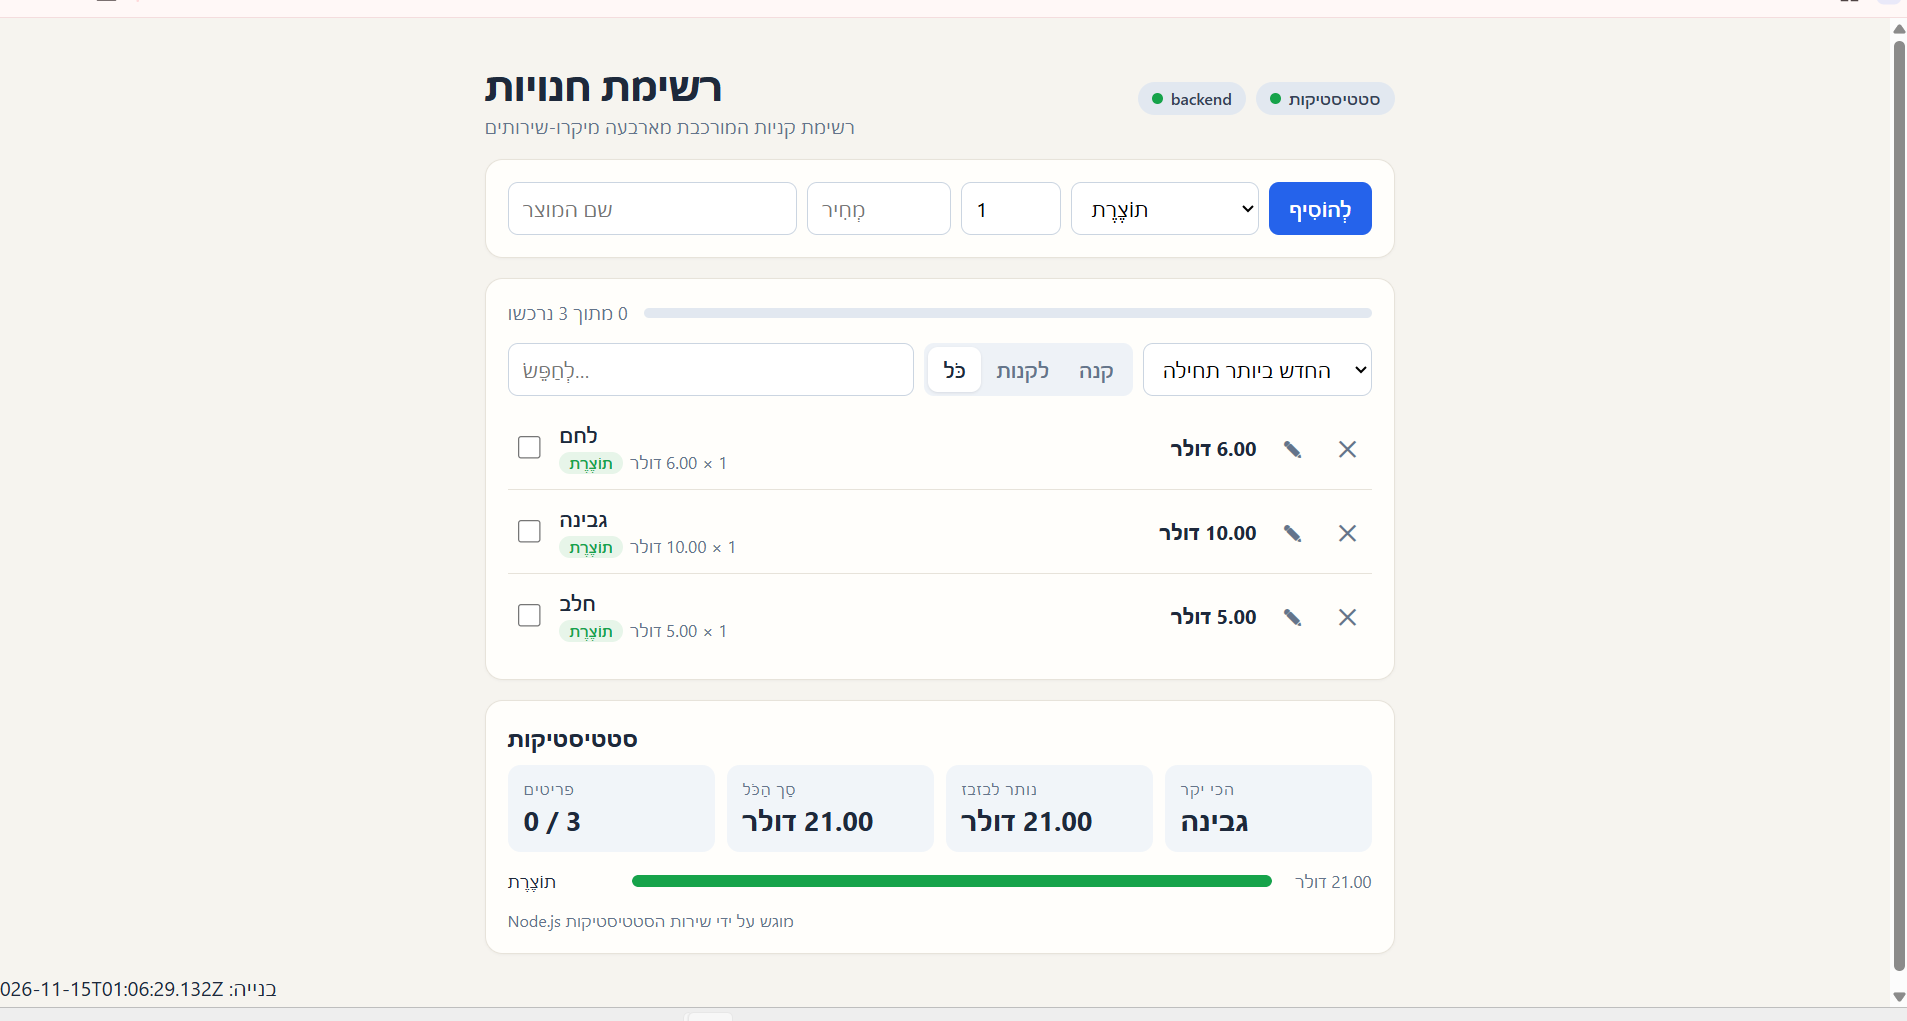 רשימת חנויות
רשימת קניות המורכבת מארבעה מיקרו-שירותים
backend
סטטיסטיקות
שם המוצר
מְחִיר
1
תוֹצֶרֶת
לְהוֹסִיף
0 מתוך 3 נרכשו
לְחַפֵּשׂ...
כֹּל
לקנות
קנה
החדש ביותר תחילה
לחם
תוֹצֶרֶת
1 × 6.00 דולר
6.00 דולר
גבינה
תוֹצֶרֶת
1 × 10.00 דולר
10.00 דולר
חלב
תוֹצֶרֶת
1 × 5.00 דולר
5.00 דולר
סטטיסטיקות
פריטים
0 / 3
סַך הַכֹּל
21.00 דולר
נותר לבזבז
21.00 דולר
הכי יקר
גבינה
תוֹצֶרֶת
21.00 דולר
מוגש על ידי שירות הסטטיסטיקות Node.js
בנייה: 026-11-15T01:06:29.132Z